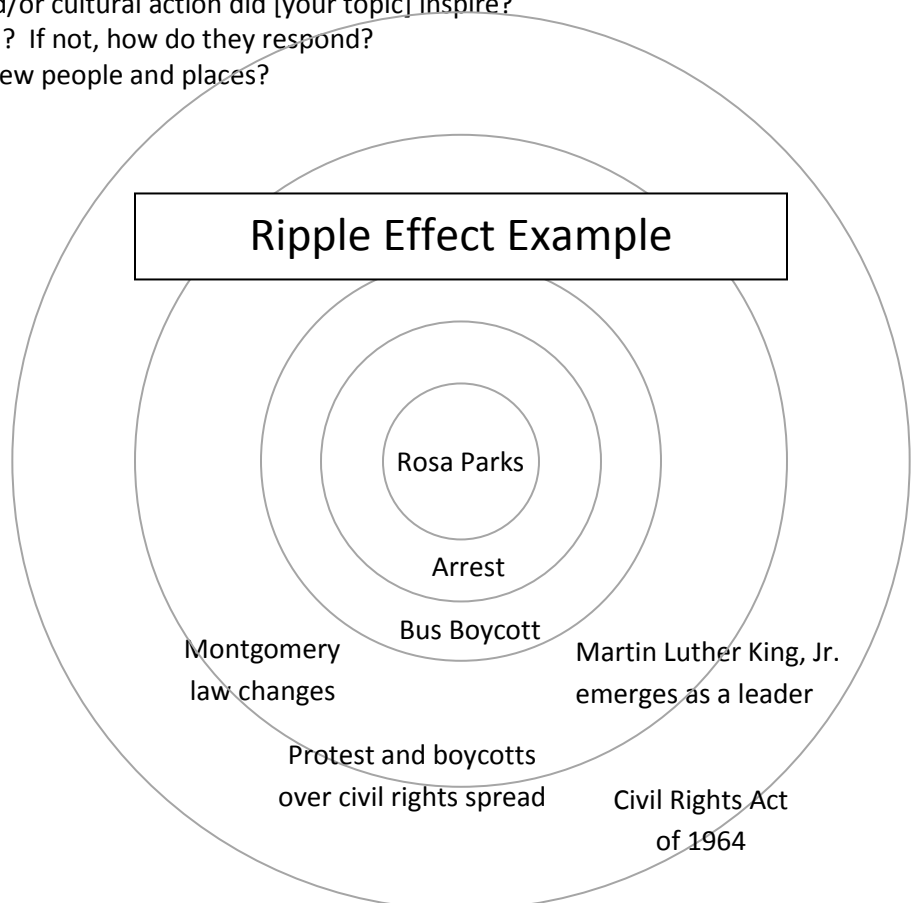 d/or cultural action did [your topic] inspire?
? If not, how do they respond?
ew people and places?
Ripple Effect Example
Rosa Parks
Arrest
Bus Boycott
Montgomery
law changes
Martin Luther King, Jr.
emerges as a leader
Protest and boycotts
over civil rights spread
Civil Rights Act
of 1964